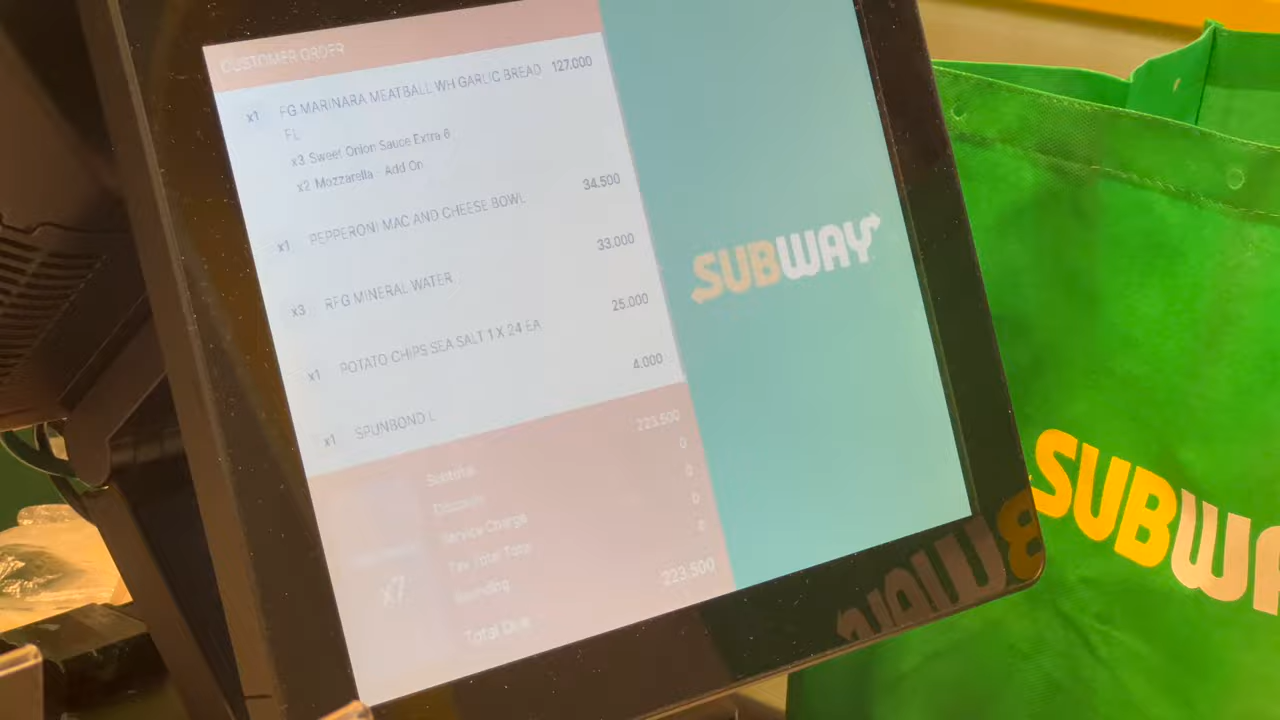 CUSTOMER ORDER
x1 FG MARINARA MEATBALL WH GARLIC BREAD 127.000
FL
x3 Sweet Onion Sauce Extra 6
x2 Mozzarella - Add On
x1 PEPPERONI MAC AND CHEESE BOWL 34.500
x3 RFG MINERAL WATER 33.000
x1 POTATO CHIPS SEA SALT 1 X 24 EA 25.000
x1 SPUNBOND L 4.000
Subtotal 223.500
Discount 0
Service Charge 0
Tax Total Total 0
Rounding 0
x7
Total Due 223.500
SUBWAY
SUBWA